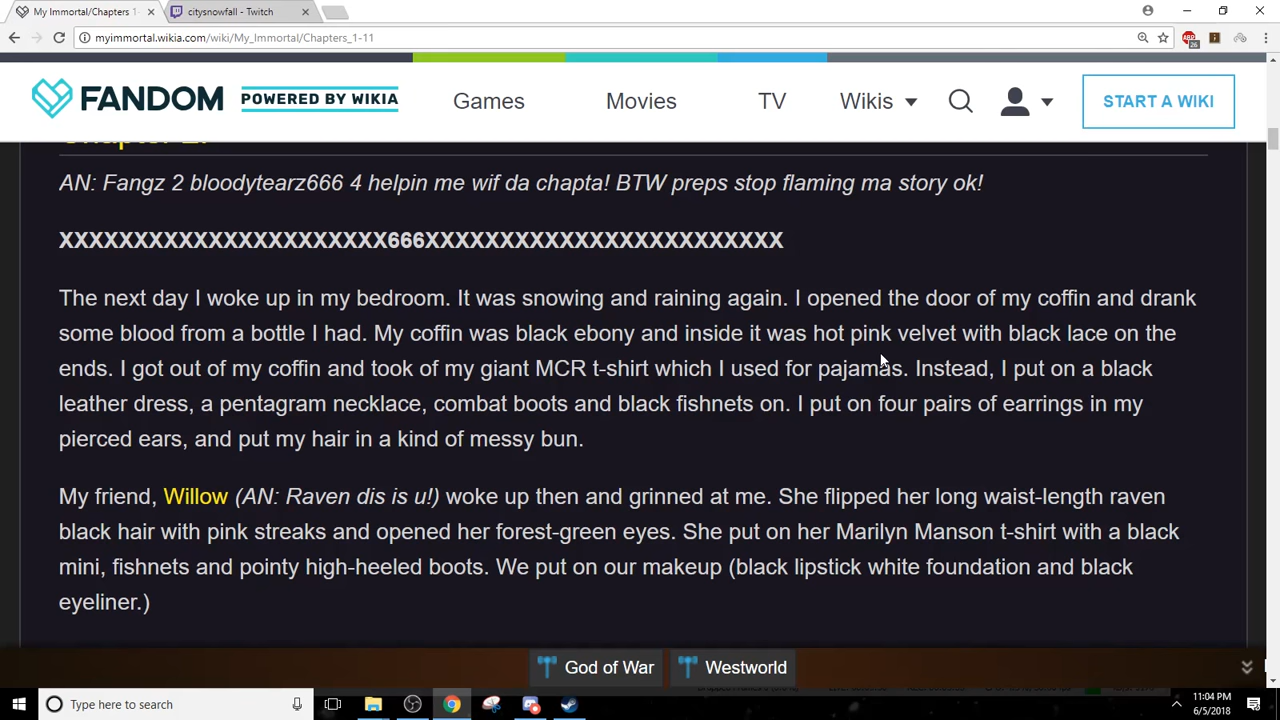 My Immortal/Chapters 1-
citysnowfall - Twitch
myimmortal.wikia.com/wiki/My_Immortal/Chapters_1-11
26
FANDOM POWERED BY WIKIA Games Movies TV Wikis START A WIKI
AN: Fangz 2 bloodytearz666 4 helpin me wif da chapta! BTW preps stop flaming ma story ok!
XXXXXXXXXXXXXXXXXXXXXX666XXXXXXXXXXXXXXXXXXXXXXXX
The next day I woke up in my bedroom. It was snowing and raining again. I opened the door of my coffin and drank
some blood from a bottle I had. My coffin was black ebony and inside it was hot pink velvet with black lace on the
ends. I got out of my coffin and took of my giant MCR t-shirt which I used for pajamas. Instead, I put on a black
leather dress, a pentagram necklace, combat boots and black fishnets on. I put on four pairs of earrings in my
pierced ears, and put my hair in a kind of messy bun.
My friend, Willow (AN: Raven dis is u!) woke up then and grinned at me. She flipped her long waist-length raven
black hair with pink streaks and opened her forest-green eyes. She put on her Marilyn Manson t-shirt with a black
mini, fishnets and pointy high-heeled boots. We put on our makeup (black lipstick white foundation and black
eyeliner.)
God of War Westworld
Type here to search
11:04 PM
6/5/2018